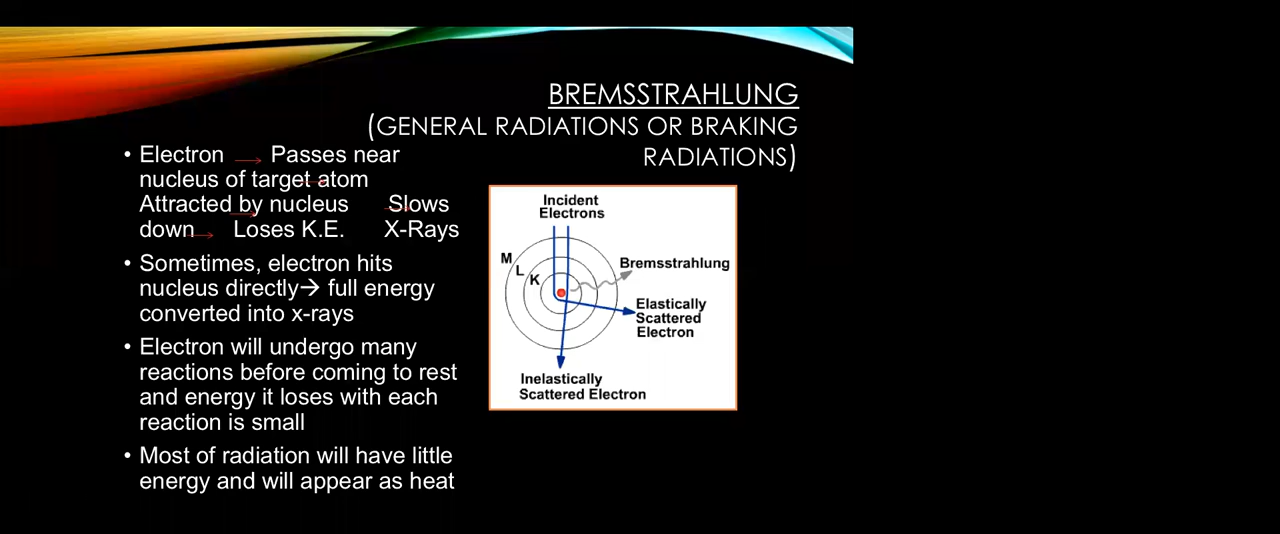 BREMSSTRAHLUNG
(GENERAL RADIATIONS OR BRAKING
RADIATIONS)
• Electron → Passes near
nucleus of target atom →
Attracted by nucleus → Slows
down → Loses K.E. → X-Rays
• Sometimes, electron hits
nucleus directly→ full energy
converted into x-rays
• Electron will undergo many
reactions before coming to rest
and energy it loses with each
reaction is small
• Most of radiation will have little
energy and will appear as heat
Incident
Electrons
M
L
K
Bremsstrahlung
Elastically
Scattered
Electron
Inelastically
Scattered Electron